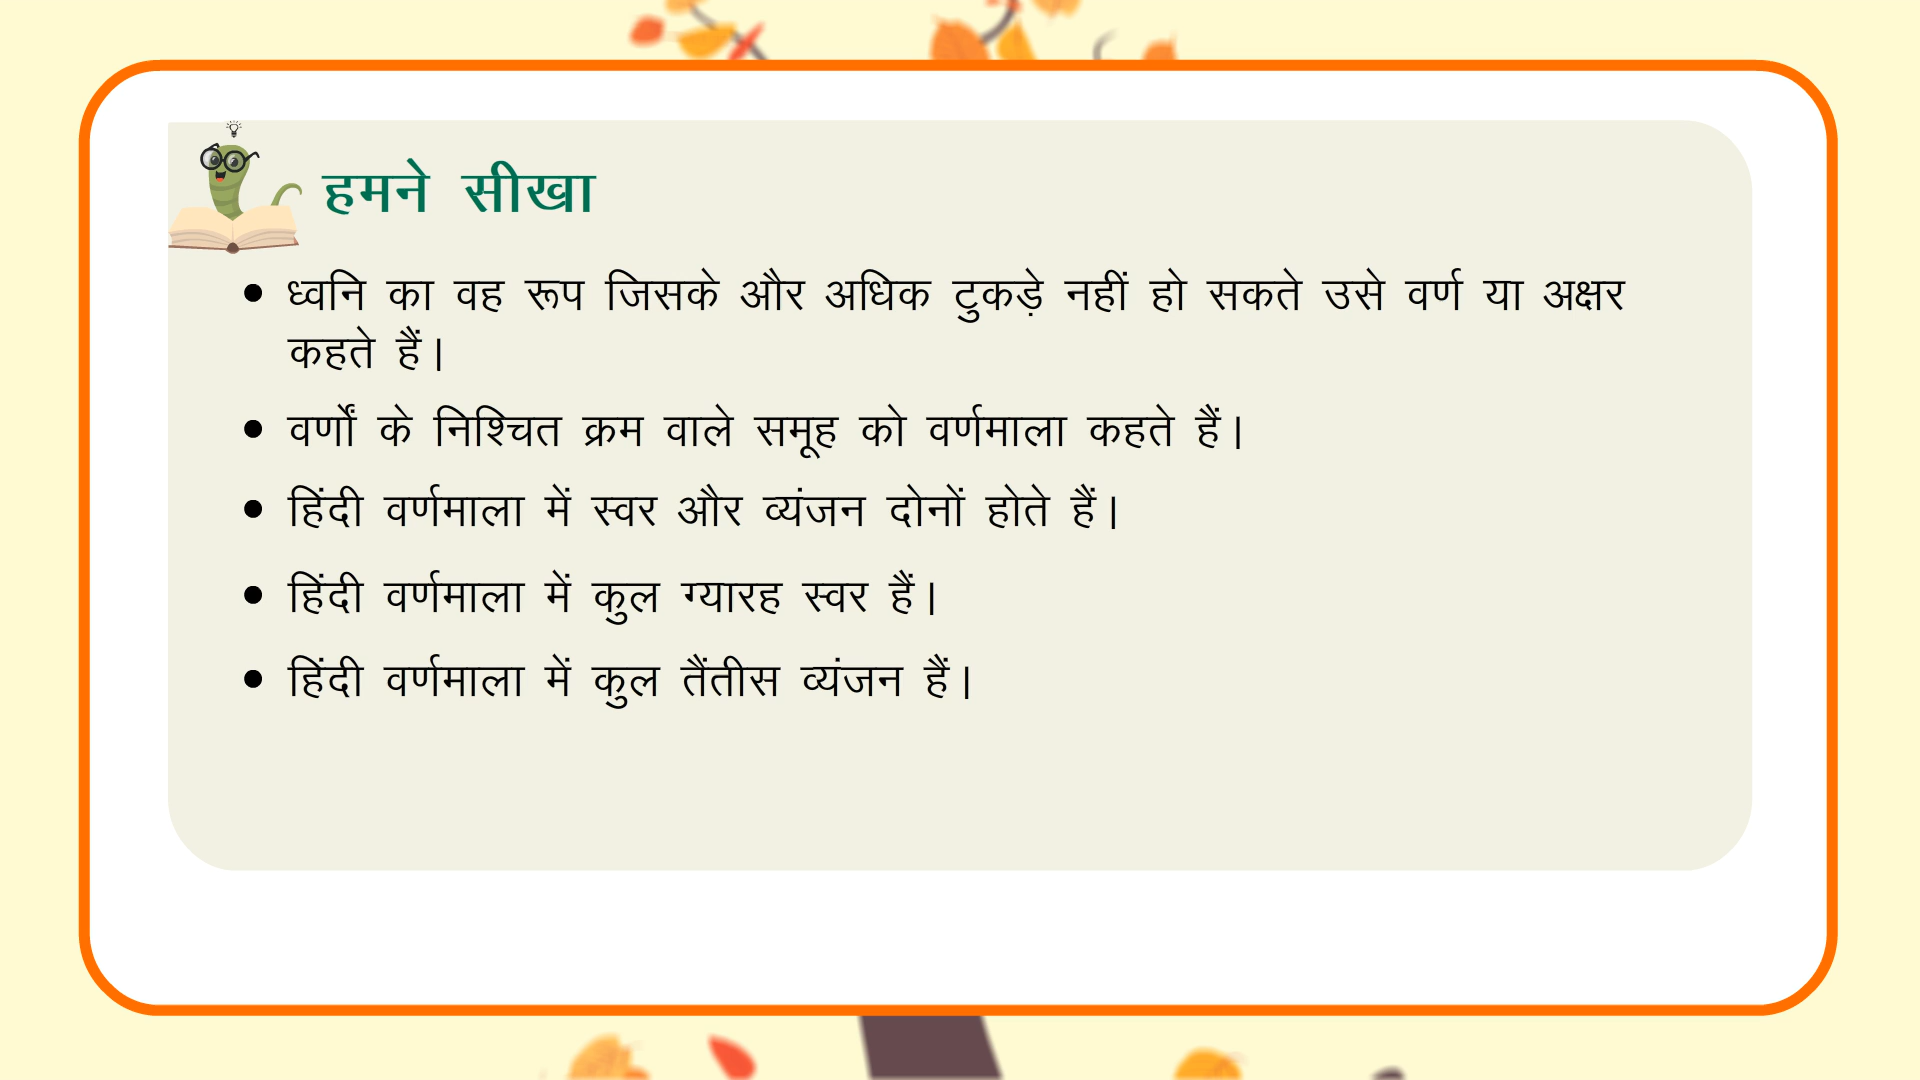 हमने सीखा
• ध्वनि का वह रूप जिसके और अधिक टुकड़े नहीं हो सकते उसे वर्ण या अक्षर
कहते हैं।
• वर्णों के निश्चित क्रम वाले समूह को वर्णमाला कहते हैं।
• हिंदी वर्णमाला में स्वर और व्यंजन दोनों होते हैं।
• हिंदी वर्णमाला में कुल ग्यारह स्वर हैं।
• हिंदी वर्णमाला में कुल तैंतीस व्यंजन हैं।